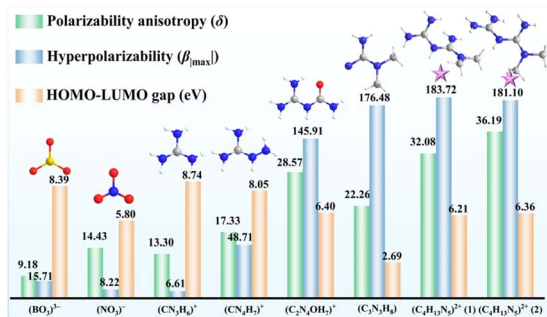 Polarizability anisotropy (δ)
Hyperpolarizability (β|max|)
HOMO-LUMO gap (eV)
9.18 15.71 8.39
14.43 8.22 5.80
13.30 6.61 8.74
17.33 48.71 8.05
28.57 145.91 6.40
22.26 176.48 2.69
32.08 183.72 6.21
36.19 181.10 6.36
(BO₃)³⁻ (NO₃)⁻ (CN₃H₆)⁺ (CN₄H₇)⁺ (C₂N₄OH₇)⁺ (C₃N₃H₈) (C₄H₁₃N₅)²⁺ (1) (C₄H₁₃N₅)²⁺ (2)